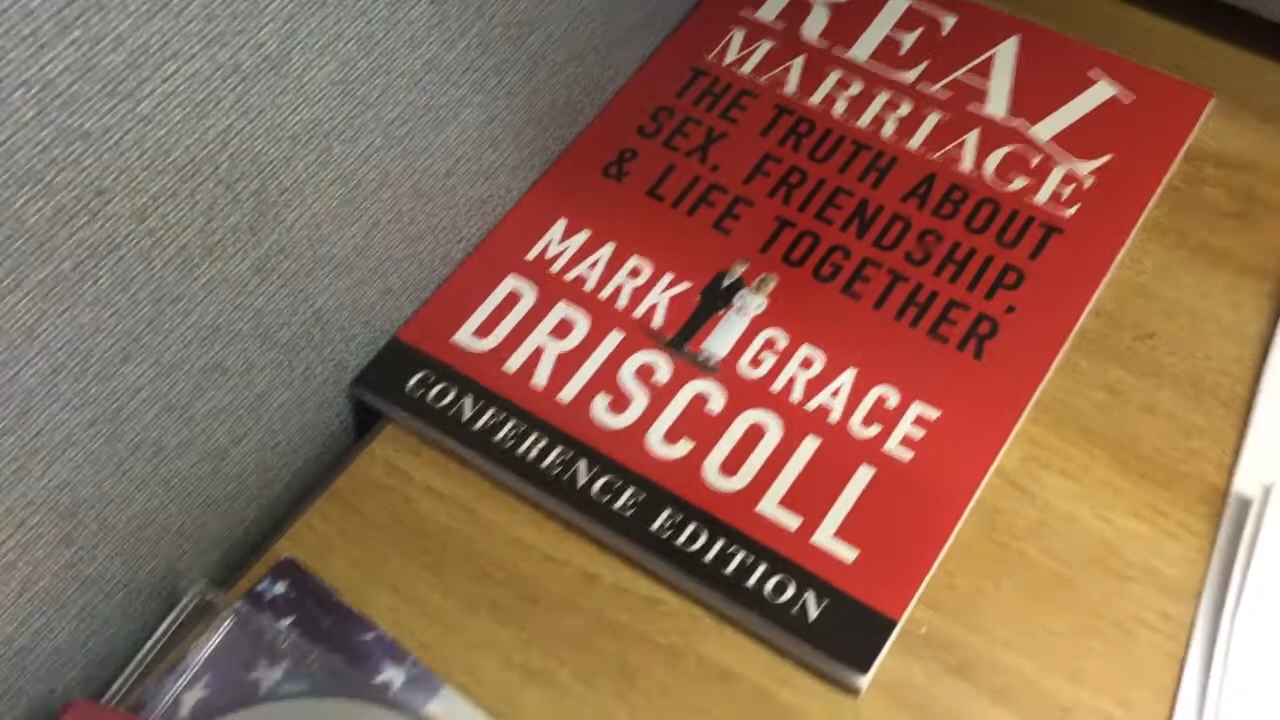 REAL
MARRIAGE
THE TRUTH ABOUT
SEX, FRIENDSHIP,
& LIFE TOGETHER
MARK GRACE
DRISCOLL
CONFERENCE EDITION